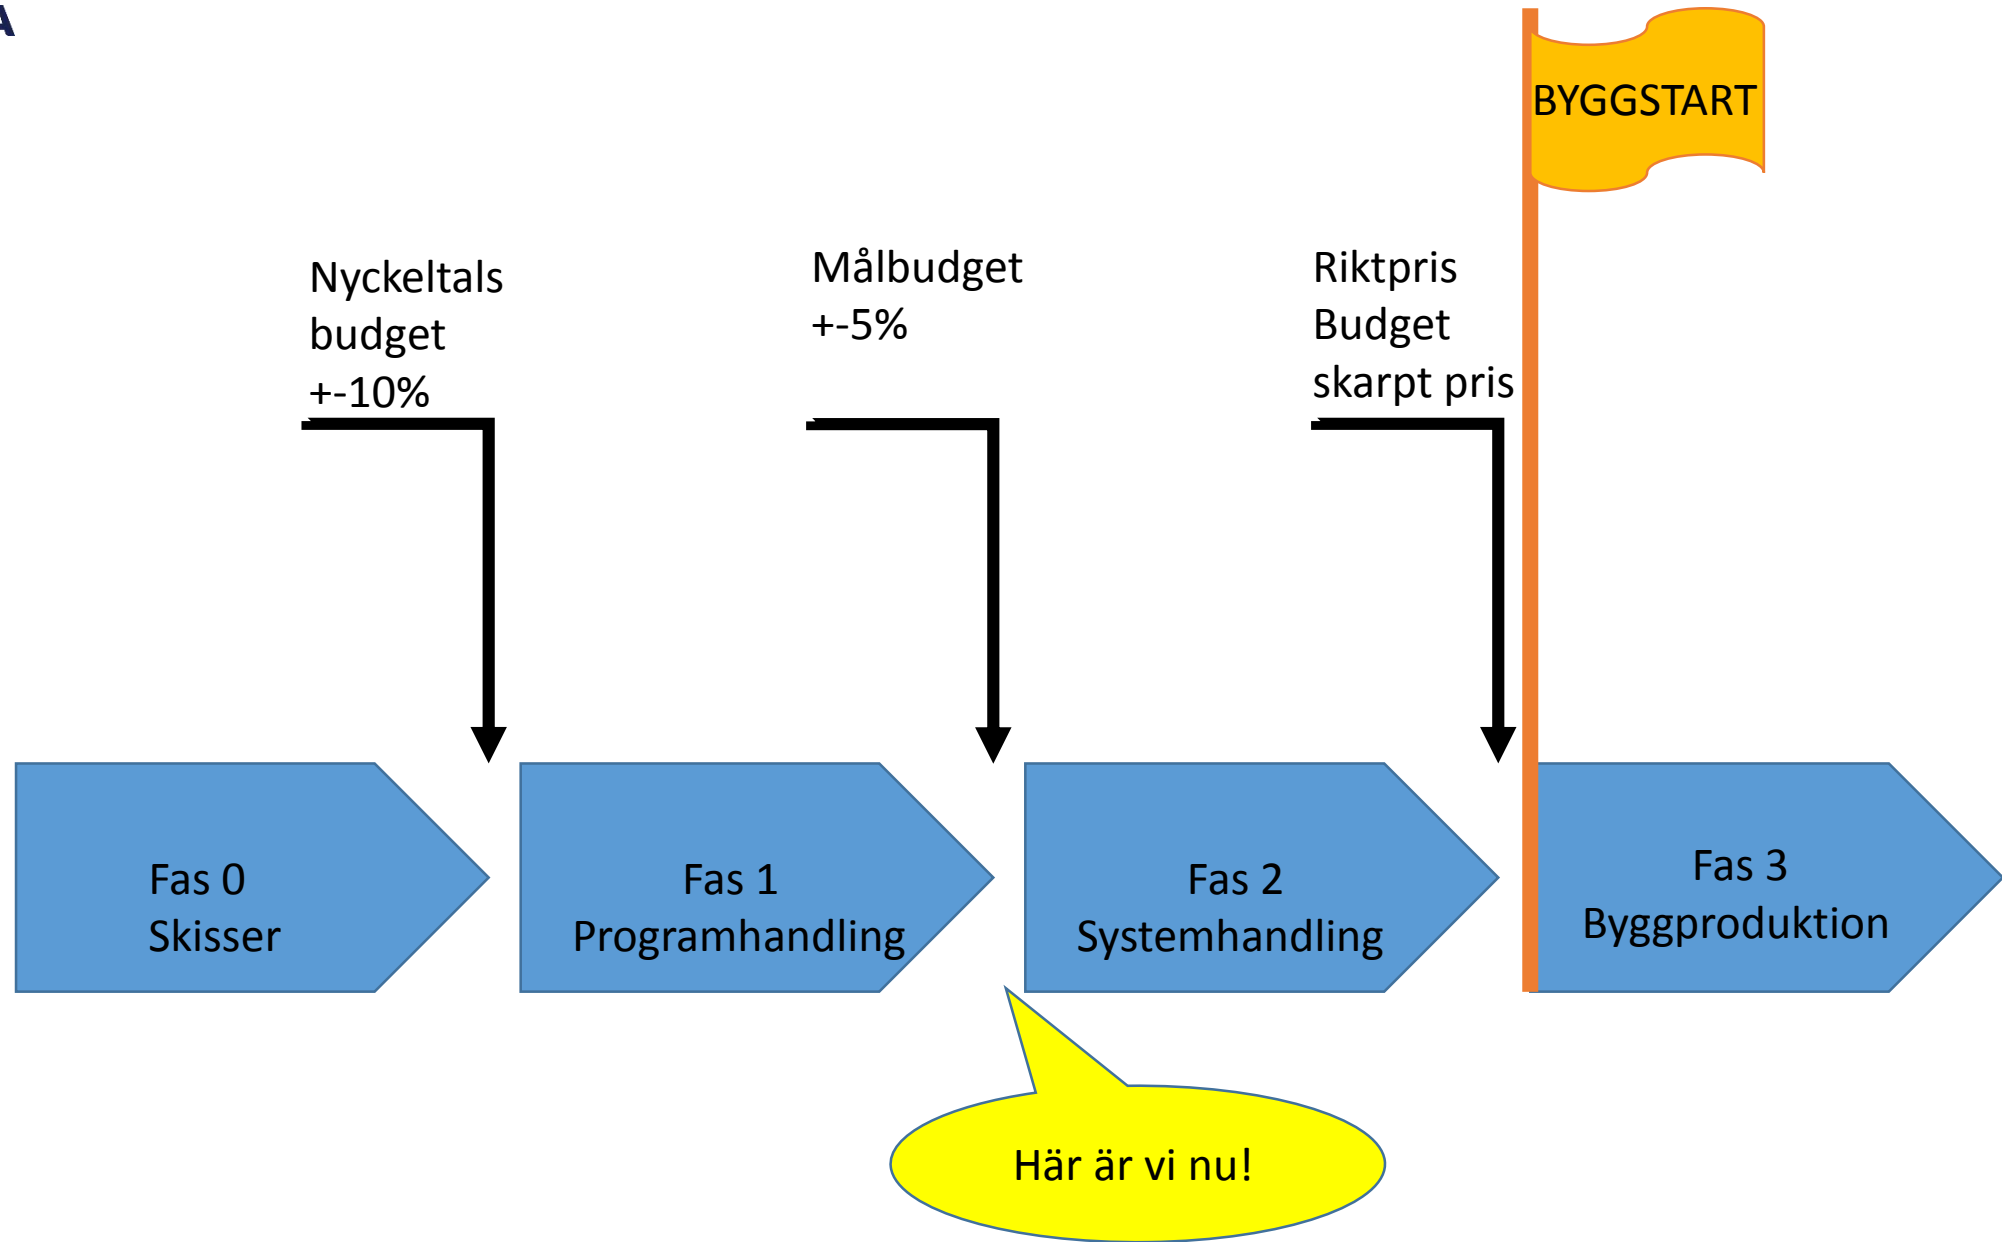 A
BYGGSTART
Nyckeltals
budget
+-10%
Målbudget
+-5%
Riktpris
Budget
skarpt pris
Fas 0
Skisser
Fas 1
Programhandling
Fas 2
Systemhandling
Fas 3
Byggproduktion
Här är vi nu!